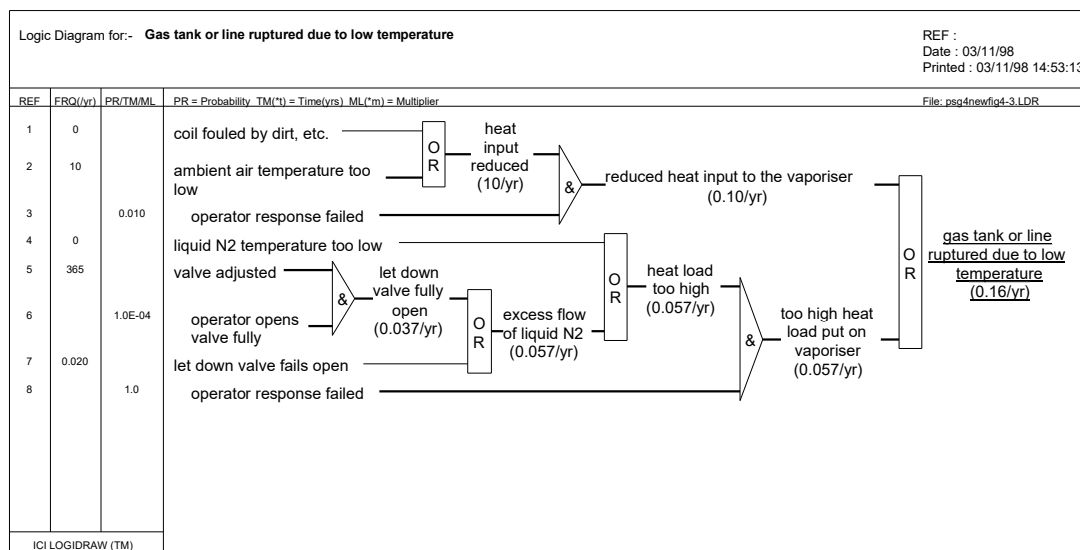 Logic Diagram for:- Gas tank or line ruptured due to low temperature
REF :
Date : 03/11/98
Printed : 03/11/98 14:53:13
REF FRQ(/yr) PR/TM/ML PR = Probability TM(*t) = Time(yrs) ML(*m) = Multiplier File: psg4newfig4-3.LDR
1 0 coil fouled by dirt, etc.
O
R
heat
input
reduced
(10/yr)
2 10 ambient air temperature too
low
&
reduced heat input to the vaporiser
(0.10/yr)
3 0.010 operator response failed
4 0 liquid N2 temperature too low
5 365 valve adjusted
&
let down
valve fully
open
(0.037/yr)
6 1.0E-04 operator opens
valve fully
O
R
excess flow
of liquid N2
(0.057/yr)
O
R
heat load
too high
(0.057/yr)
&
too high heat
load put on
vaporiser
(0.057/yr)
O
R
gas tank or line
ruptured due to low
temperature
(0.16/yr)
7 0.020 let down valve fails open
8 1.0 operator response failed
ICI LOGIDRAW (TM)